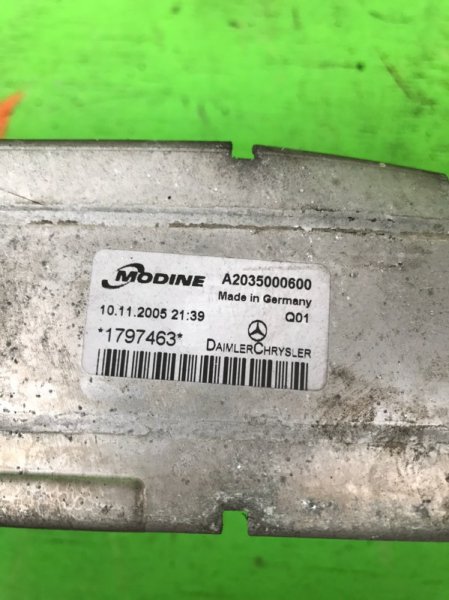 MODINE A2035000600
Made in Germany
10.11.2005 21:39 Q01
*1797463* DAIMLERCHRYSLER